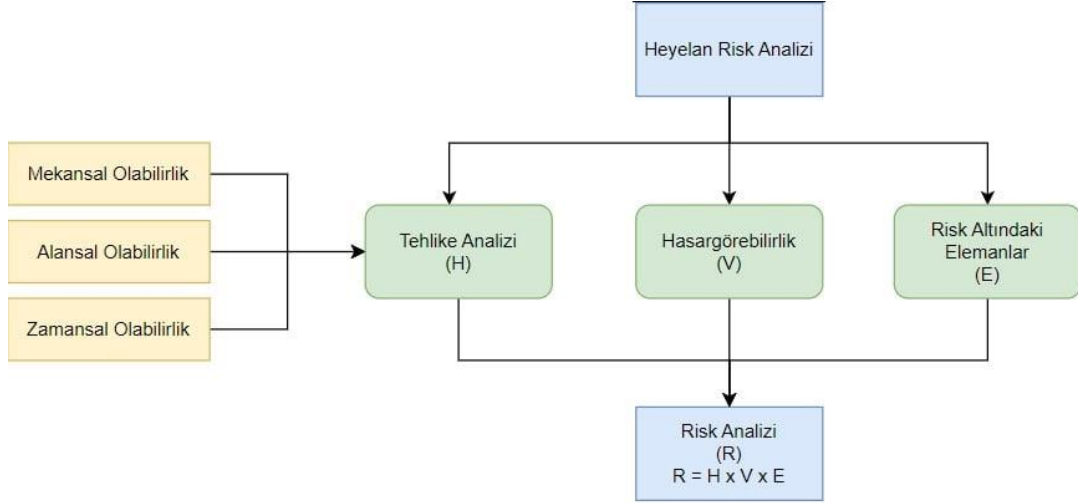 Heyelan Risk Analizi
Mekansal Olabilirlik
Alansal Olabilirlik
Zamansal Olabilirlik
Tehlike Analizi
(H)
Hasargörebilirlik
(V)
Risk Altındaki
Elemanlar
(E)
Risk Analizi
(R)
R = H x V x E